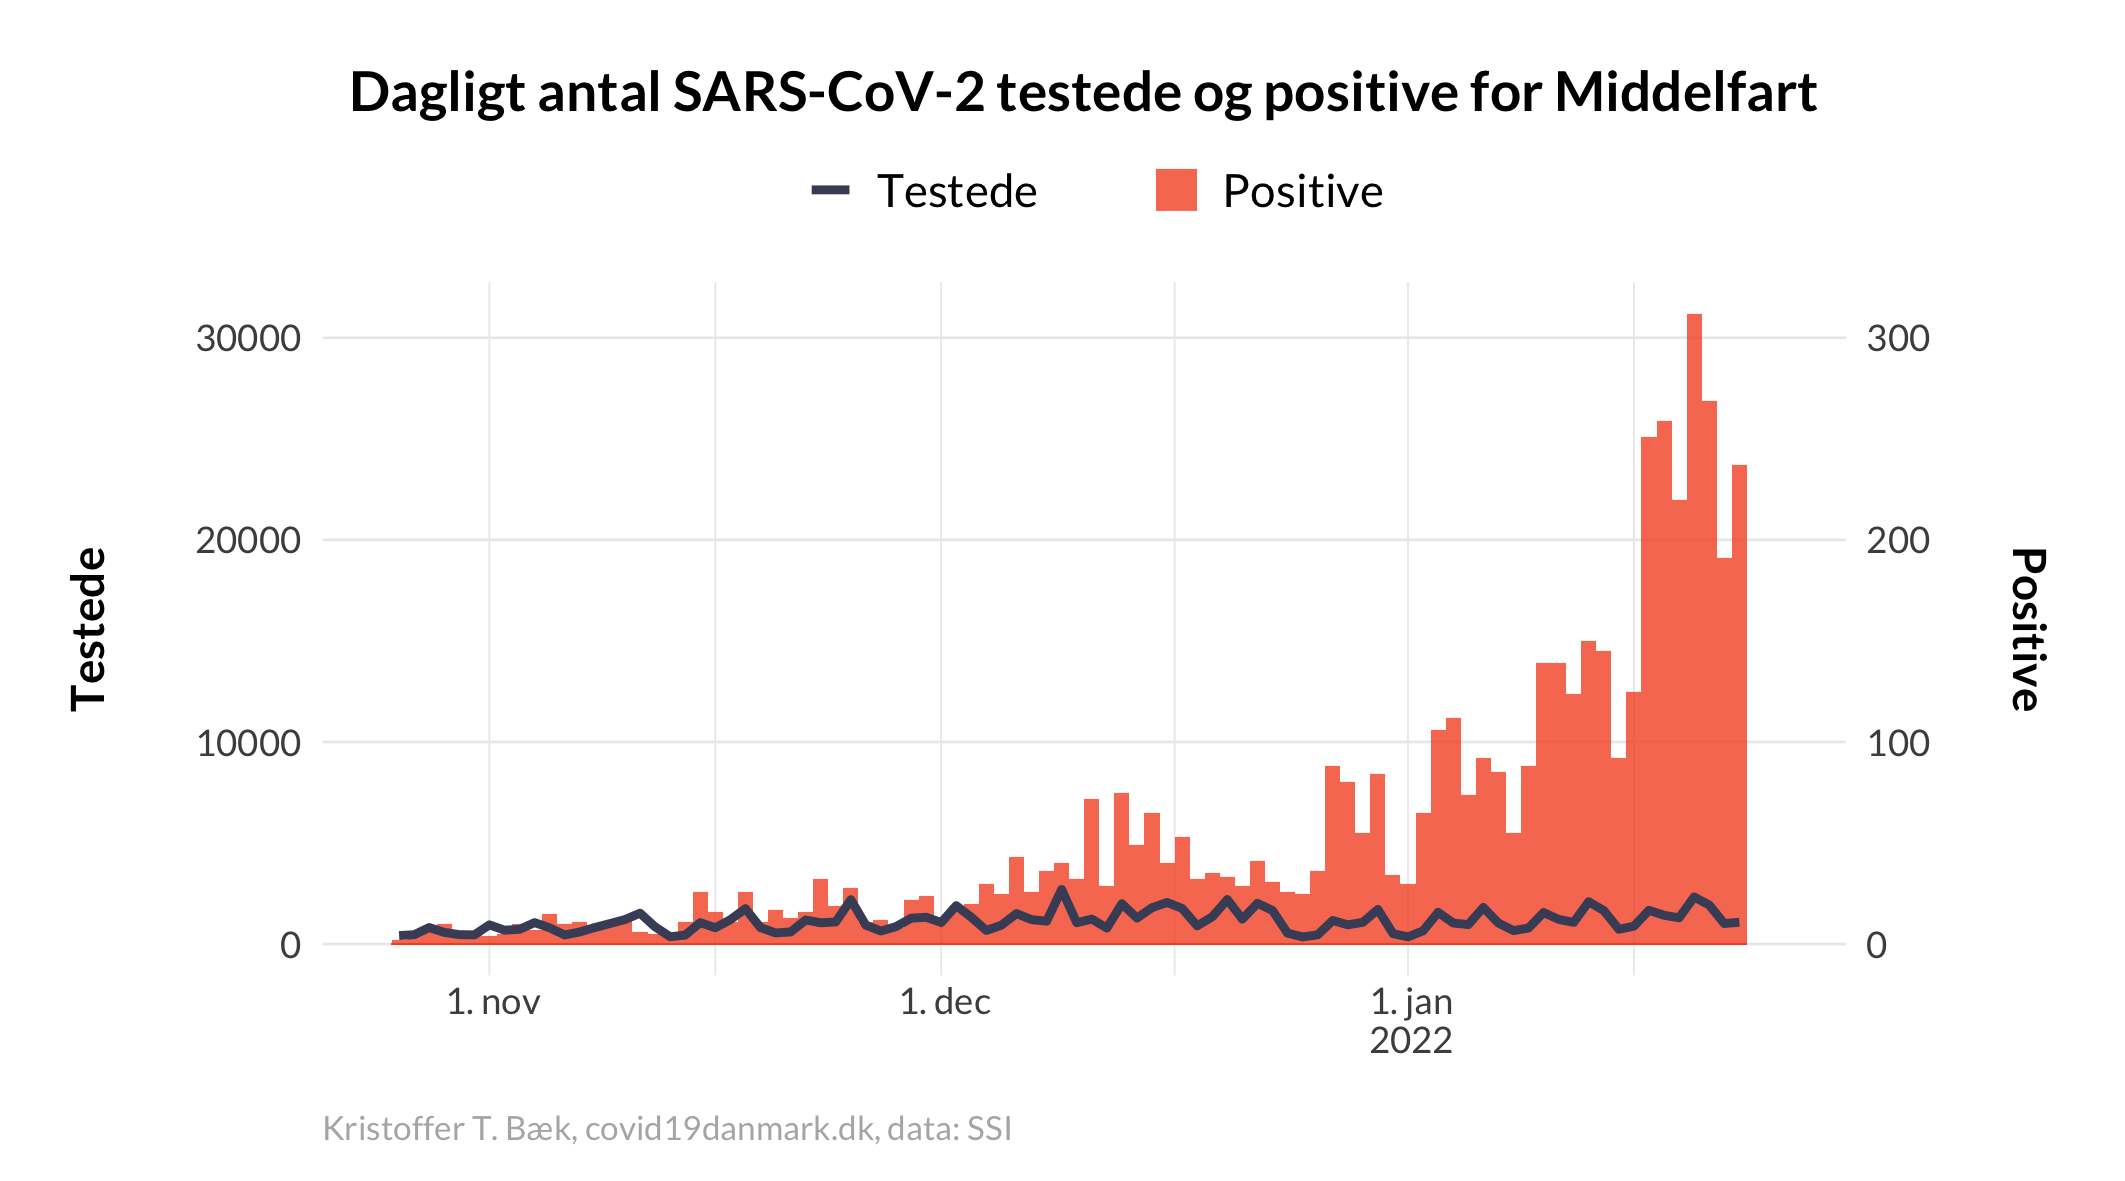 Dagligt antal SARS-CoV-2 testede og positive for Middelfart
Testede
Positive
30000
20000
10000
0
Testede
300
200
100
0
Positive
1. nov
1. dec
1. jan
2022
Kristoffer T. Bæk, covid19danmark.dk, data: SSI